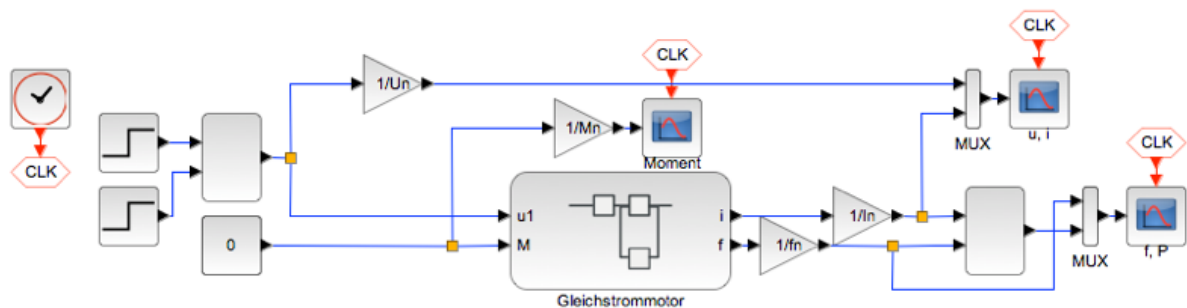 CLK
CLK
1/Un
CLK
MUX
u, i
1/Mn
Moment
CLK
0
u1
M
i
f
Gleichstrommotor
1/In
1/fn
MUX
f, P
CLK